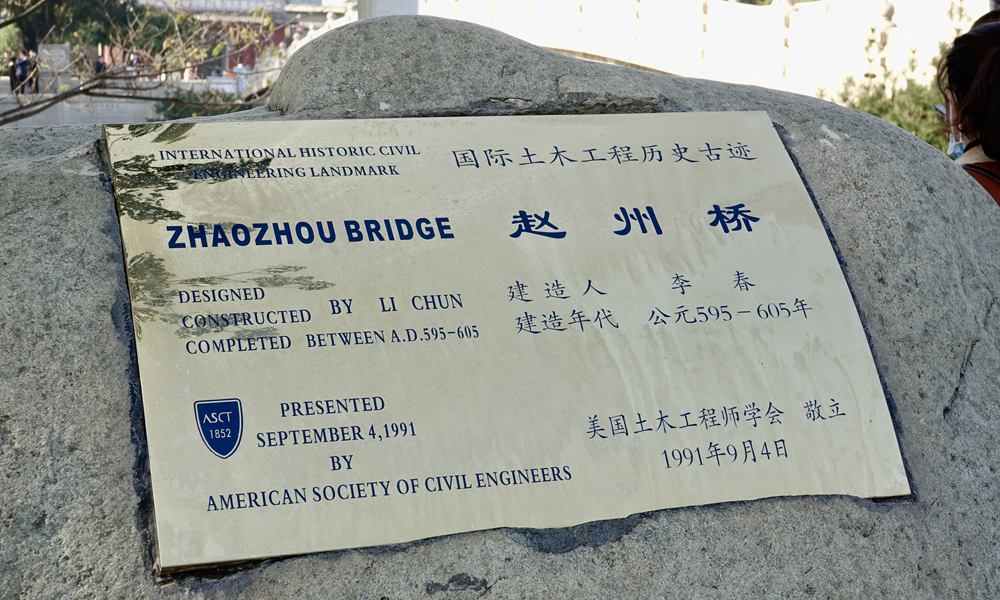 INTERNATIONAL HISTORIC CIVIL
ENGINEERING LANDMARK
国际土木工程历史古迹
ZHAOZHOU BRIDGE
赵州桥
DESIGNED
CONSTRUCTED BY LI CHUN
COMPLETED BETWEEN A.D.595-605
建造人 李春
建造年代 公元595-605年
ASCT
1852
PRESENTED
SEPTEMBER 4,1991
BY
AMERICAN SOCIETY OF CIVIL ENGINEERS
美国土木工程师学会 敬立
1991年9月4日